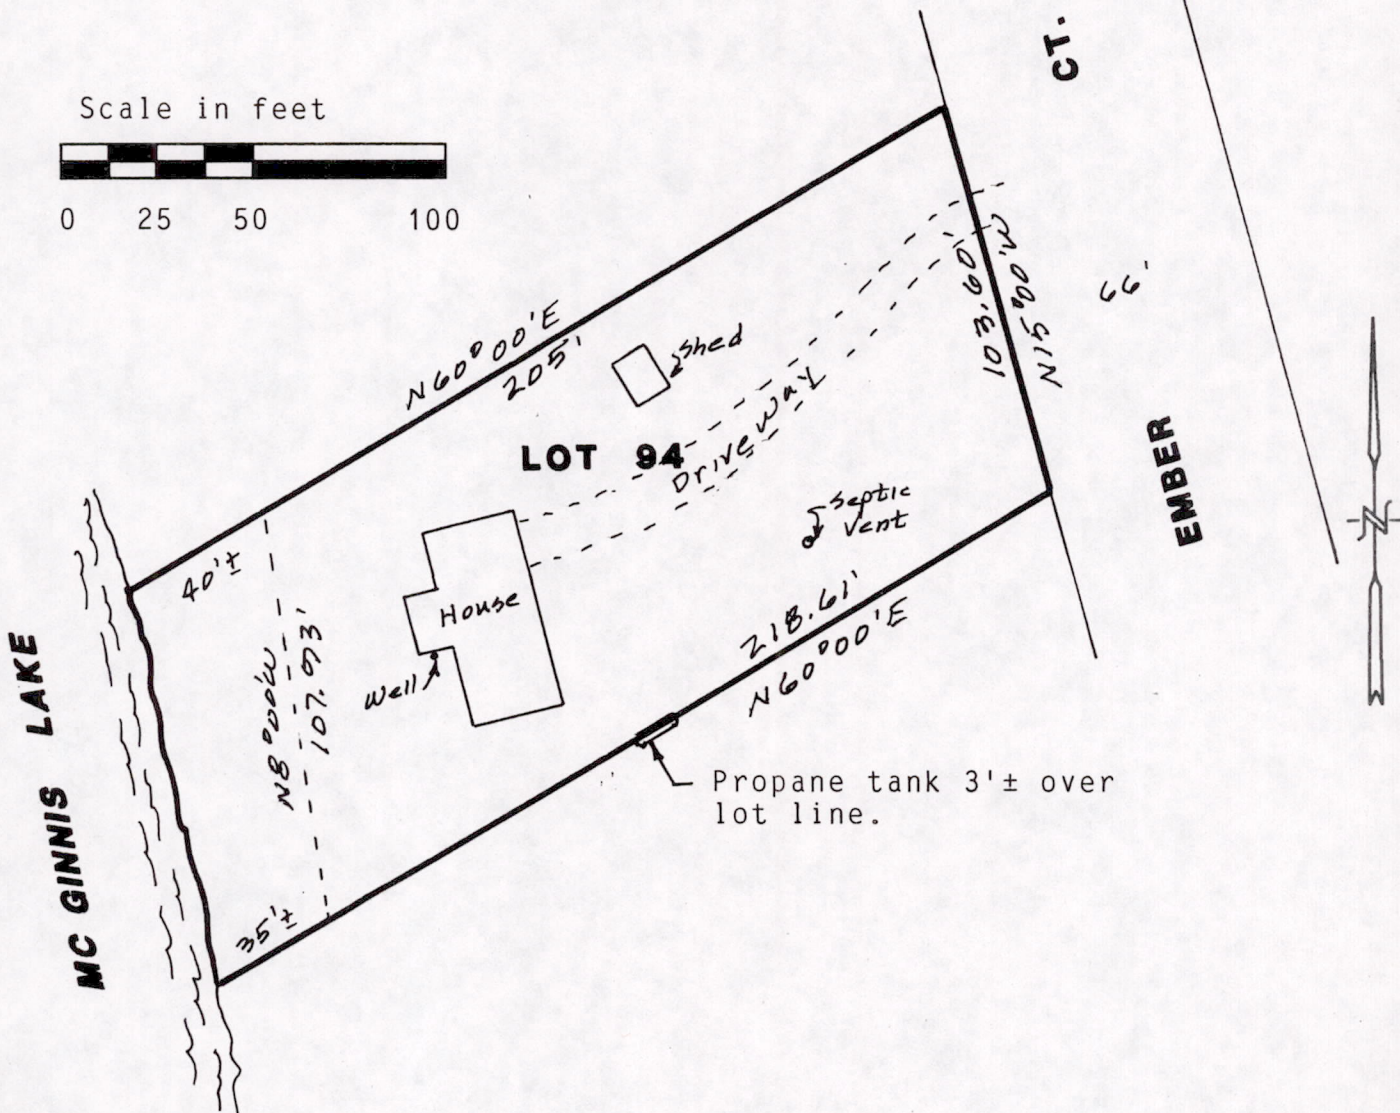 Scale in feet
0 25 50 100
CT.
66'
EMBER
N60°00'E
205'
Shed
103.60'
N15°00'W
LOT 94
Driveway
Septic
Vent
40'±
House
Well
N8°00'W
107.93'
218.61'
N60°00'E
35'±
Propane tank 3'± over
lot line.
MC GINNIS LAKE
N